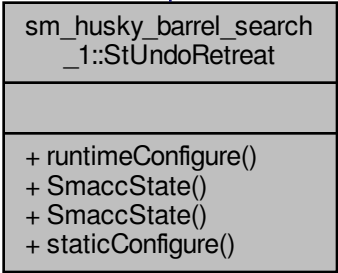 sm_husky_barrel_search
_1::StUndoRetreat
+ runtimeConfigure()
+ SmaccState()
+ SmaccState()
+ staticConfigure()